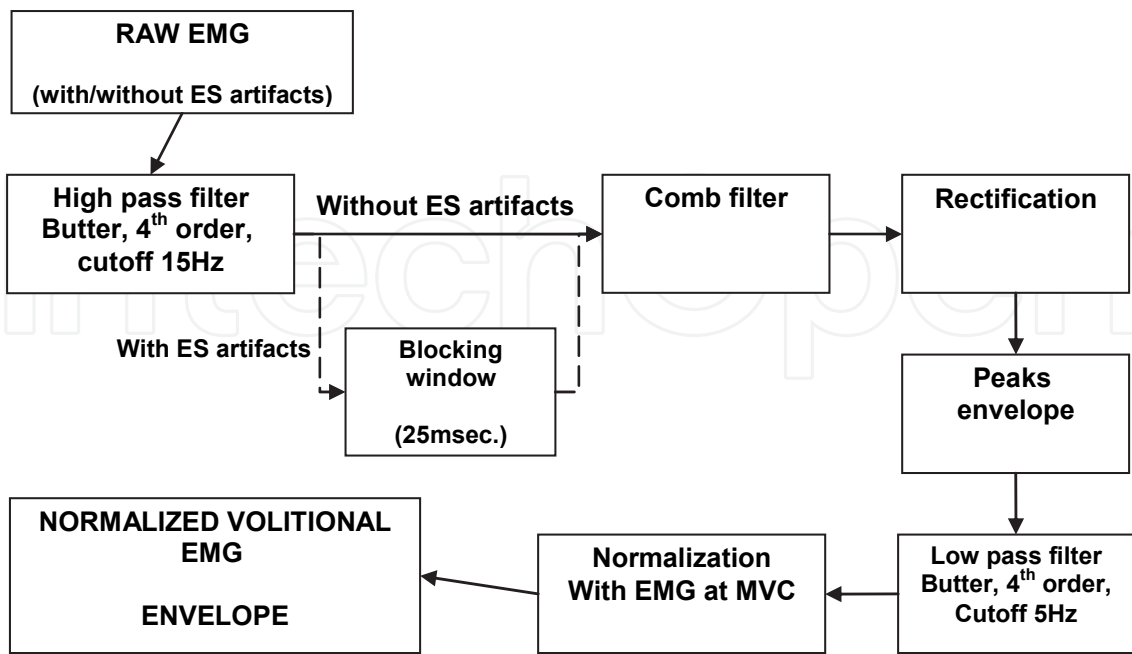 RAW EMG
(with/without ES artifacts)
High pass filter
Butter, 4th order,
cutoff 15Hz
Without ES artifacts
Comb filter
Rectification
With ES artifacts
Blocking
window
(25msec.)
Peaks
envelope
Low pass filter
Butter, 4th order,
Cutoff 5Hz
Normalization
With EMG at MVC
NORMALIZED VOLITIONAL
EMG
ENVELOPE
intechopen